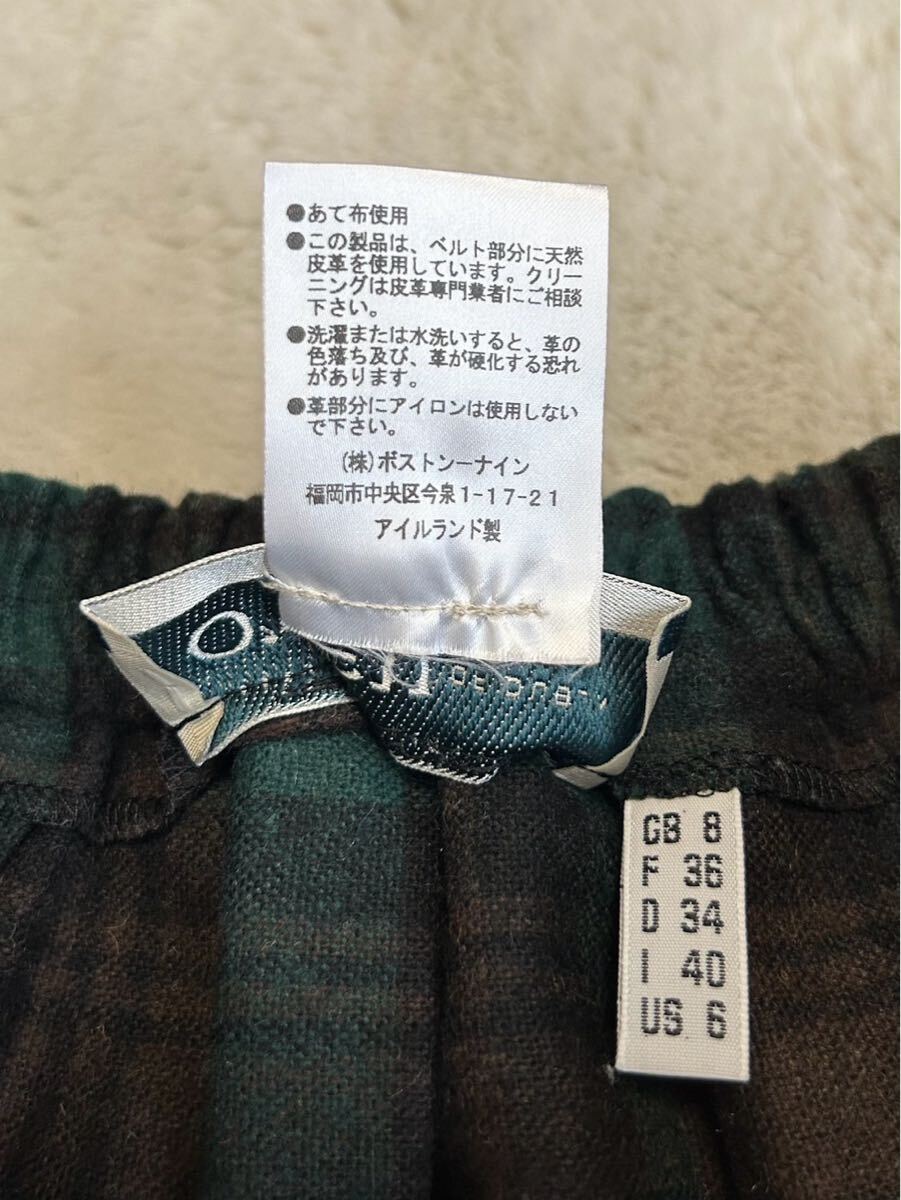 ●あて布使用
●この製品は、ベルト部分に天然
皮革を使用しています。クリー
ニングは皮革専門業者にご相談
下さい。
●洗濯または水洗いすると、革の
色落ち及び、革が硬化する恐れ
があります。
●革部分にアイロンは使用しない
で下さい。
(株)ボストンーナイン
福岡市中央区今泉1-17-21
アイルランド製
GB 8
F 36
D 34
I 40
US 6